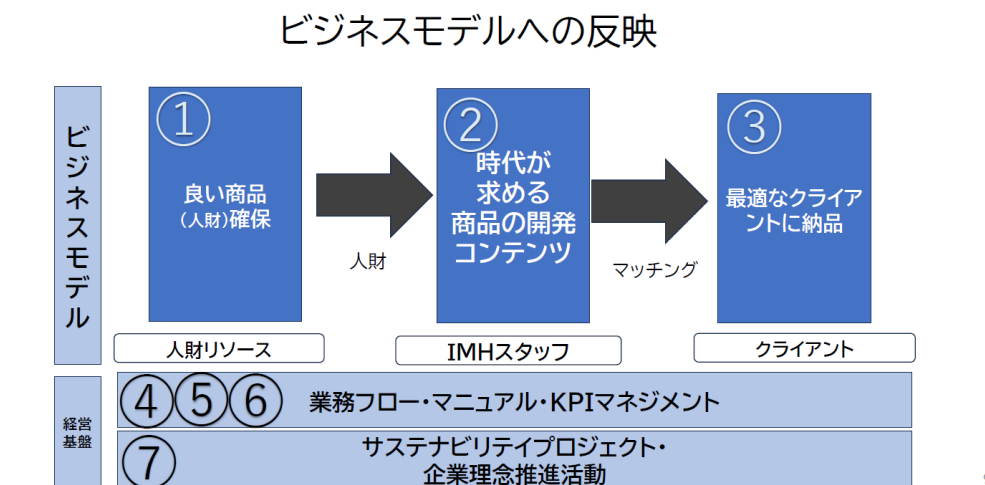 ビジネスモデルへの反映
ビジネスモデル
①
良い商品
（人財）確保
人財
②
時代が
求める
商品の開発
コンテンツ
マッチング
③
最適なクライア
ントに納品
人財リソース
IMHスタッフ
クライアント
経営
基盤
④⑤⑥ 業務フロー・マニュアル・KPIマネジメント
⑦
サステナビリテイプロジェクト・
企業理念推進活動